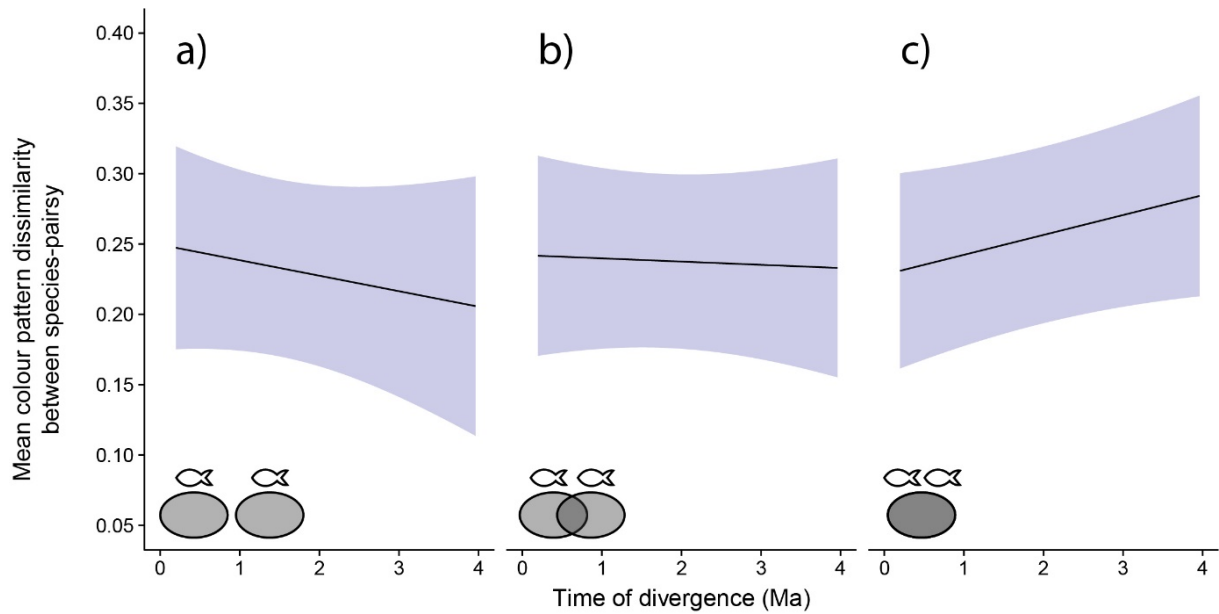 a)
b)
c)
0.40
0.35
0.30
0.25
0.20
0.15
0.10
0.05
Mean colour pattern dissimilarity
between species-pairsy
0 1 2 3 4
0 1 2 3 4
0 1 2 3 4
Time of divergence (Ma)